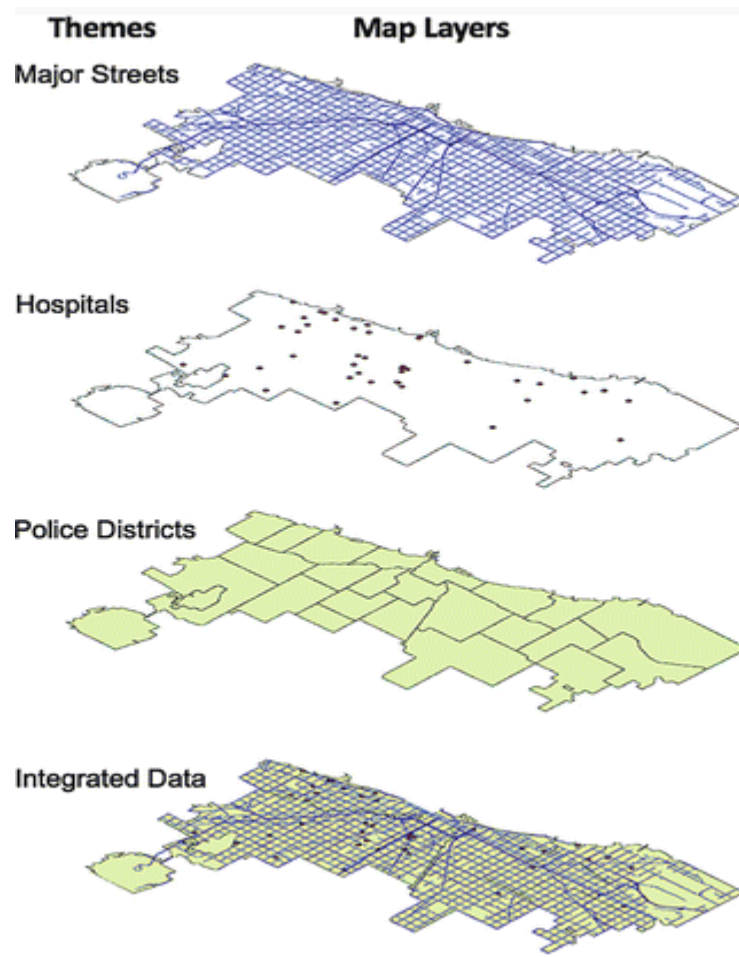 Themes Map Layers
Major Streets
Hospitals
Police Districts
Integrated Data